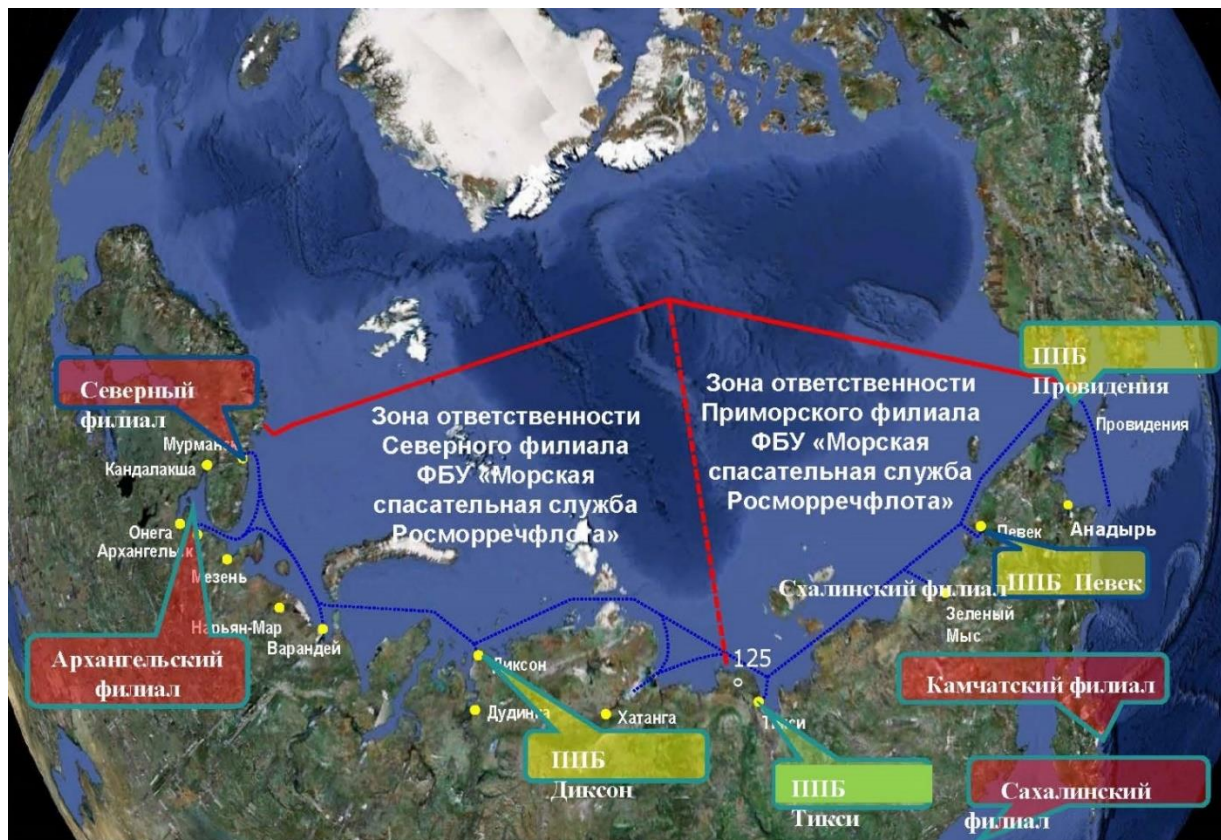 ППБ
Провидения
Северный
филиал
Зона ответственности
Северного филиала
ФБУ «Морская
спасательная служба
Росморречфлота»
Зона ответственности
Приморского филиала
ФБУ «Морская
спасательная служба
Росморречфлота»
Провидения
Мурманск
Кандалакша
Онега
Архангельск
Мезень
Нарьян-Мар
Варандей
Архангельский
филиал
Певек
Анадырь
ППБ Певек
Схалинский филиал
Зеленый
Мыс
125
Диксон
Дудинка
Хатанга
Тикси
Камчатский филиал
ППБ
Диксон
ППБ
Тикси
Сахалинский
филиал